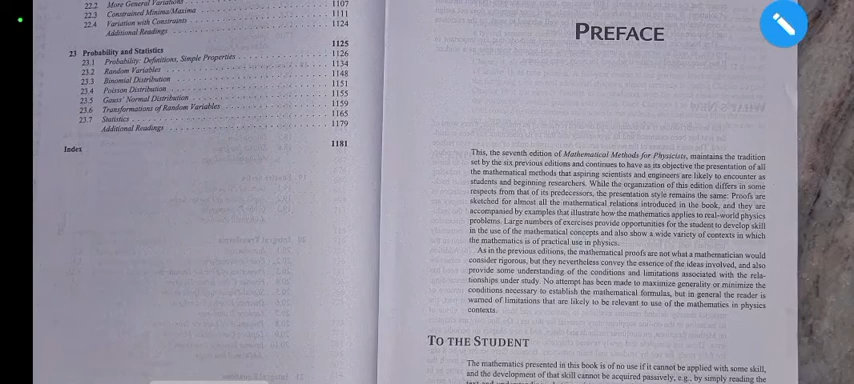 22.2 More General Variations . . . 1107
22.3 Constrained Minima/Maxima . . . 1111
22.4 Variation with Constraints . . . 1124
Additional Readings . . .
23 Probability and Statistics 1125
23.1 Probability: Definitions, Simple Properties . . . 1126
23.2 Random Variables . . . 1134
23.3 Binomial Distribution . . . 1148
23.4 Poisson Distribution . . . 1151
23.5 Gauss' Normal Distribution . . . 1155
23.6 Transformations of Random Variables . . . 1159
23.7 Statistics . . . 1165
Additional Readings . . . 1179
Index 1181
PREFACE
This, the seventh edition of Mathematical Methods for Physicists, maintains the tradition
set by the six previous editions and continues to have as its objective the presentation of all
the mathematical methods that aspiring scientists and engineers are likely to encounter as
students and beginning researchers. While the organization of this edition differs in some
respects from that of its predecessors, the presentation style remains the same: Proofs are
sketched for almost all the mathematical relations introduced in the book, and they are
accompanied by examples that illustrate how the mathematics applies to real-world physics
problems. Large numbers of exercises provide opportunities for the student to develop skill
in the use of the mathematical concepts and also show a wide variety of contexts in which
the mathematics is of practical use in physics.
As in the previous editions, the mathematical proofs are not what a mathematician would
consider rigorous, but they nevertheless convey the essence of the ideas involved, and also
provide some understanding of the conditions and limitations associated with the rela-
tionships under study. No attempt has been made to maximize generality or minimize the
conditions necessary to establish the mathematical formulas, but in general the reader is
warned of limitations that are likely to be relevant to use of the mathematics in physics
contexts.
TO THE STUDENT
The mathematics presented in this book is of no use if it cannot be applied with some skill,
and the development of that skill cannot be acquired passively, e.g., by simply reading the